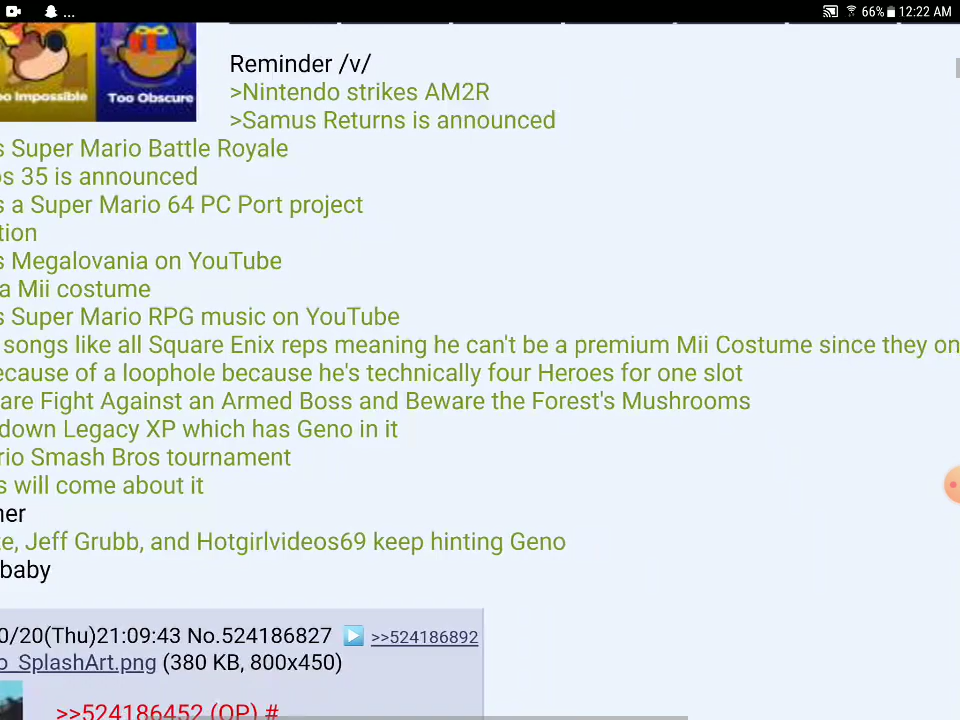 ... 66% 12:22 AM
oo Impossible Too Obscure
Reminder /v/
>Nintendo strikes AM2R
>Samus Returns is announced
s Super Mario Battle Royale
os 35 is announced
s a Super Mario 64 PC Port project
tion
s Megalovania on YouTube
a Mii costume
s Super Mario RPG music on YouTube
songs like all Square Enix reps meaning he can't be a premium Mii Costume since they on
ecause of a loophole because he's technically four Heroes for one slot
are Fight Against an Armed Boss and Beware the Forest's Mushrooms
down Legacy XP which has Geno in it
rio Smash Bros tournament
s will come about it
ner
te, Jeff Grubb, and Hotgirlvideos69 keep hinting Geno
baby
0/20(Thu)21:09:43 No.524186827 >>524186892
o_SplashArt.png (380 KB, 800x450)
>>524186452 (OP) #